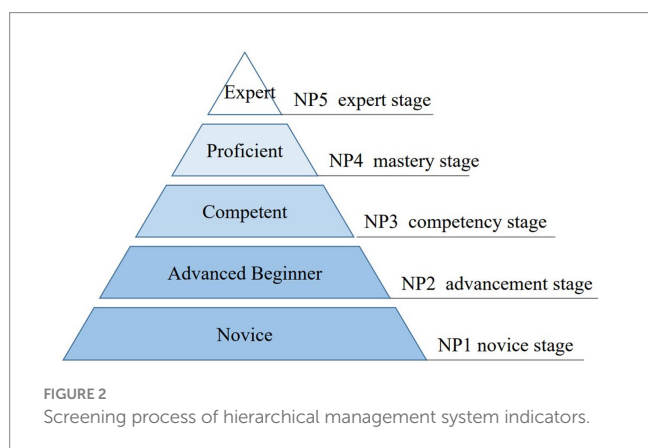 Expert
NP5 expert stage
Proficient
NP4 mastery stage
Competent
NP3 competency stage
Advanced Beginner
NP2 advancement stage
Novice
NP1 novice stage
FIGURE 2
Screening process of hierarchical management system indicators.